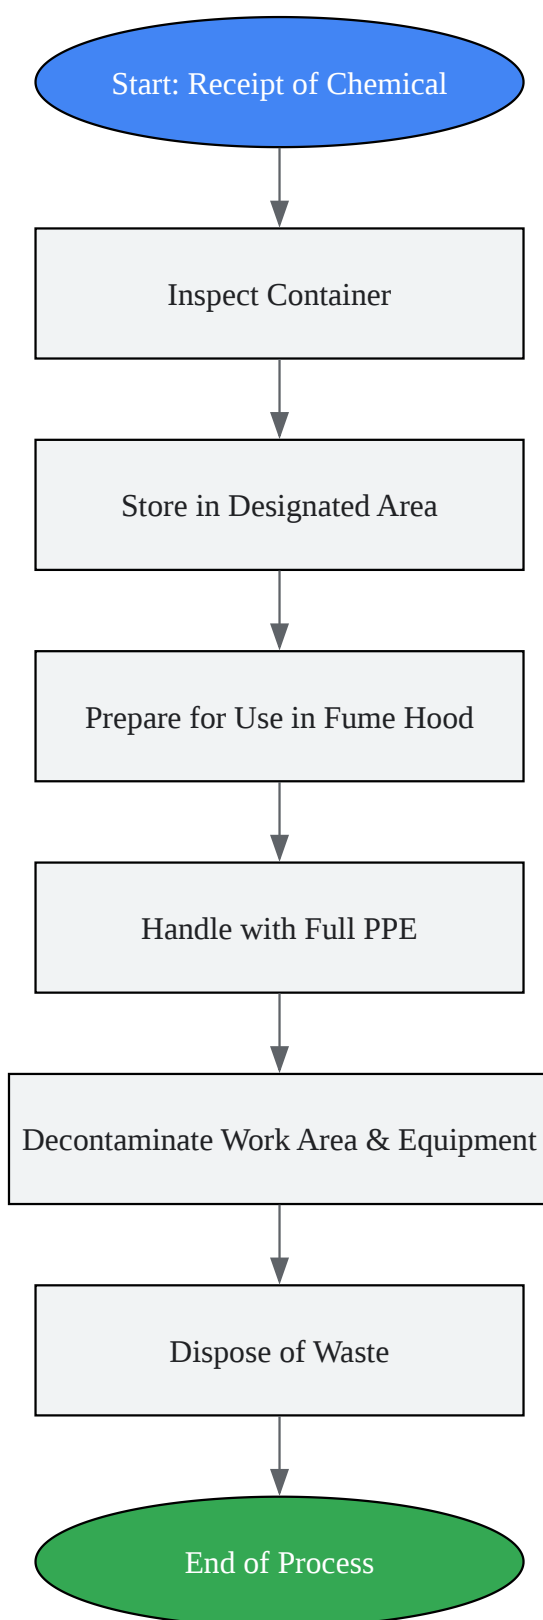 Start: Receipt of Chemical
Inspect Container
Store in Designated Area
Prepare for Use in Fume Hood
Handle with Full PPE
Decontaminate Work Area & Equipment
Dispose of Waste
End of Process